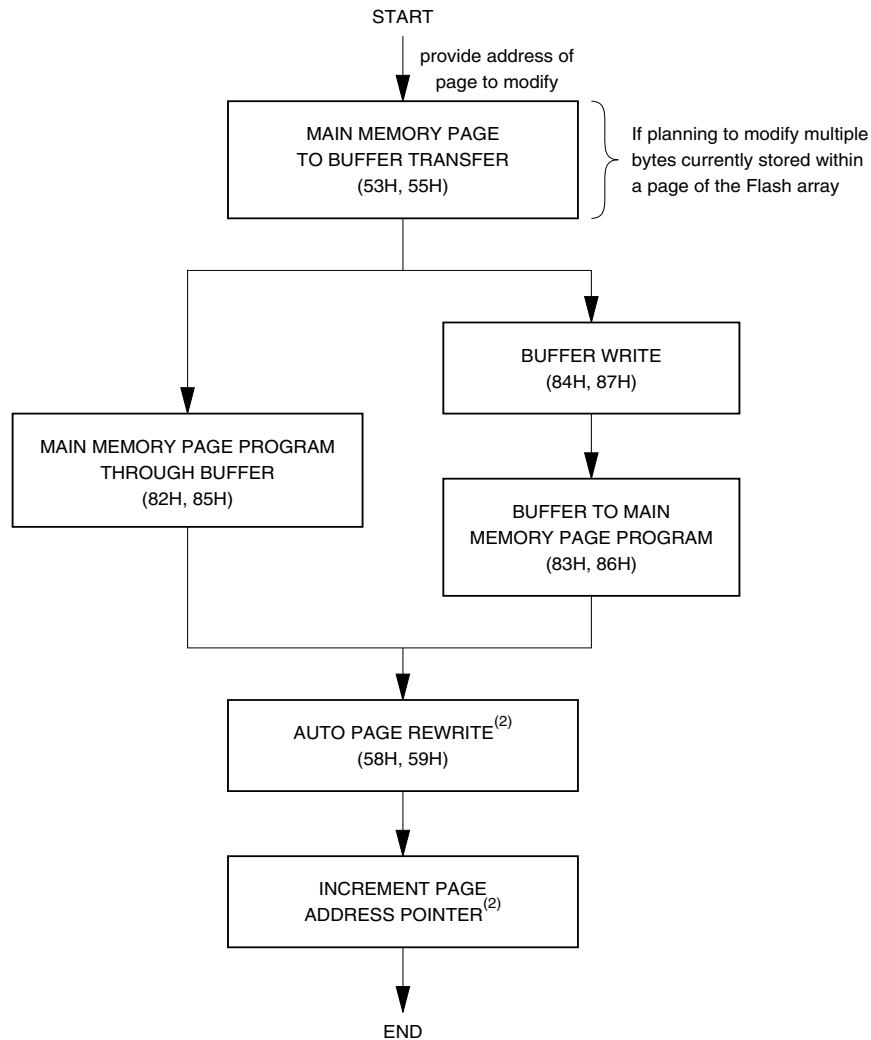 START
provide address of
page to modify
MAIN MEMORY PAGE
TO BUFFER TRANSFER
(53H, 55H)
If planning to modify multiple
bytes currently stored within
a page of the Flash array
BUFFER WRITE
(84H, 87H)
MAIN MEMORY PAGE PROGRAM
THROUGH BUFFER
(82H, 85H)
BUFFER TO MAIN
MEMORY PAGE PROGRAM
(83H, 86H)
AUTO PAGE REWRITE(2)
(58H, 59H)
INCREMENT PAGE
ADDRESS POINTER(2)
END